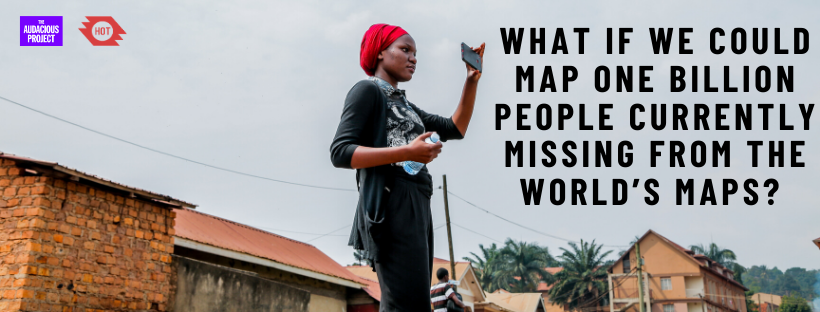 THE
AUDACIOUS
PROJECT
HOT
WHAT IF WE COULD
MAP ONE BILLION
PEOPLE CURRENTLY
MISSING FROM THE
WORLD'S MAPS?